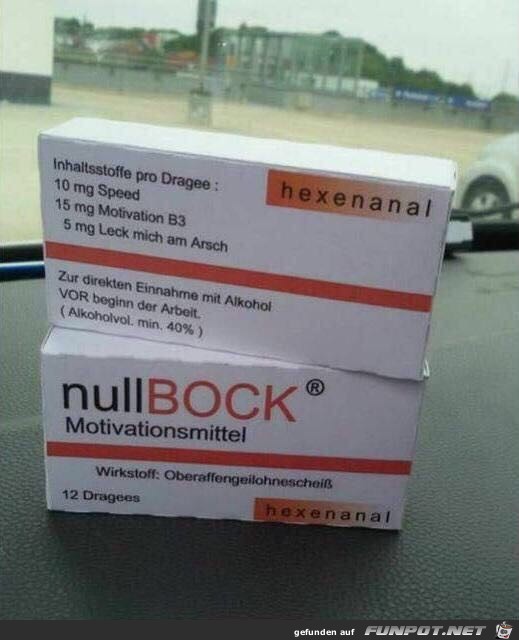 Inhaltsstoffe pro Dragee :
10 mg Speed
15 mg Motivation B3
5 mg Leck mich am Arsch
hexenanal
Zur direkten Einnahme mit Alkohol
VOR beginn der Arbeit.
( Alkoholvol. min. 40% )
nullBOCK ®
Motivationsmittel
Wirkstoff: Oberaffengeilohnescheiß
12 Dragees
hexenanal
gefunden auf FUNPOT.NET